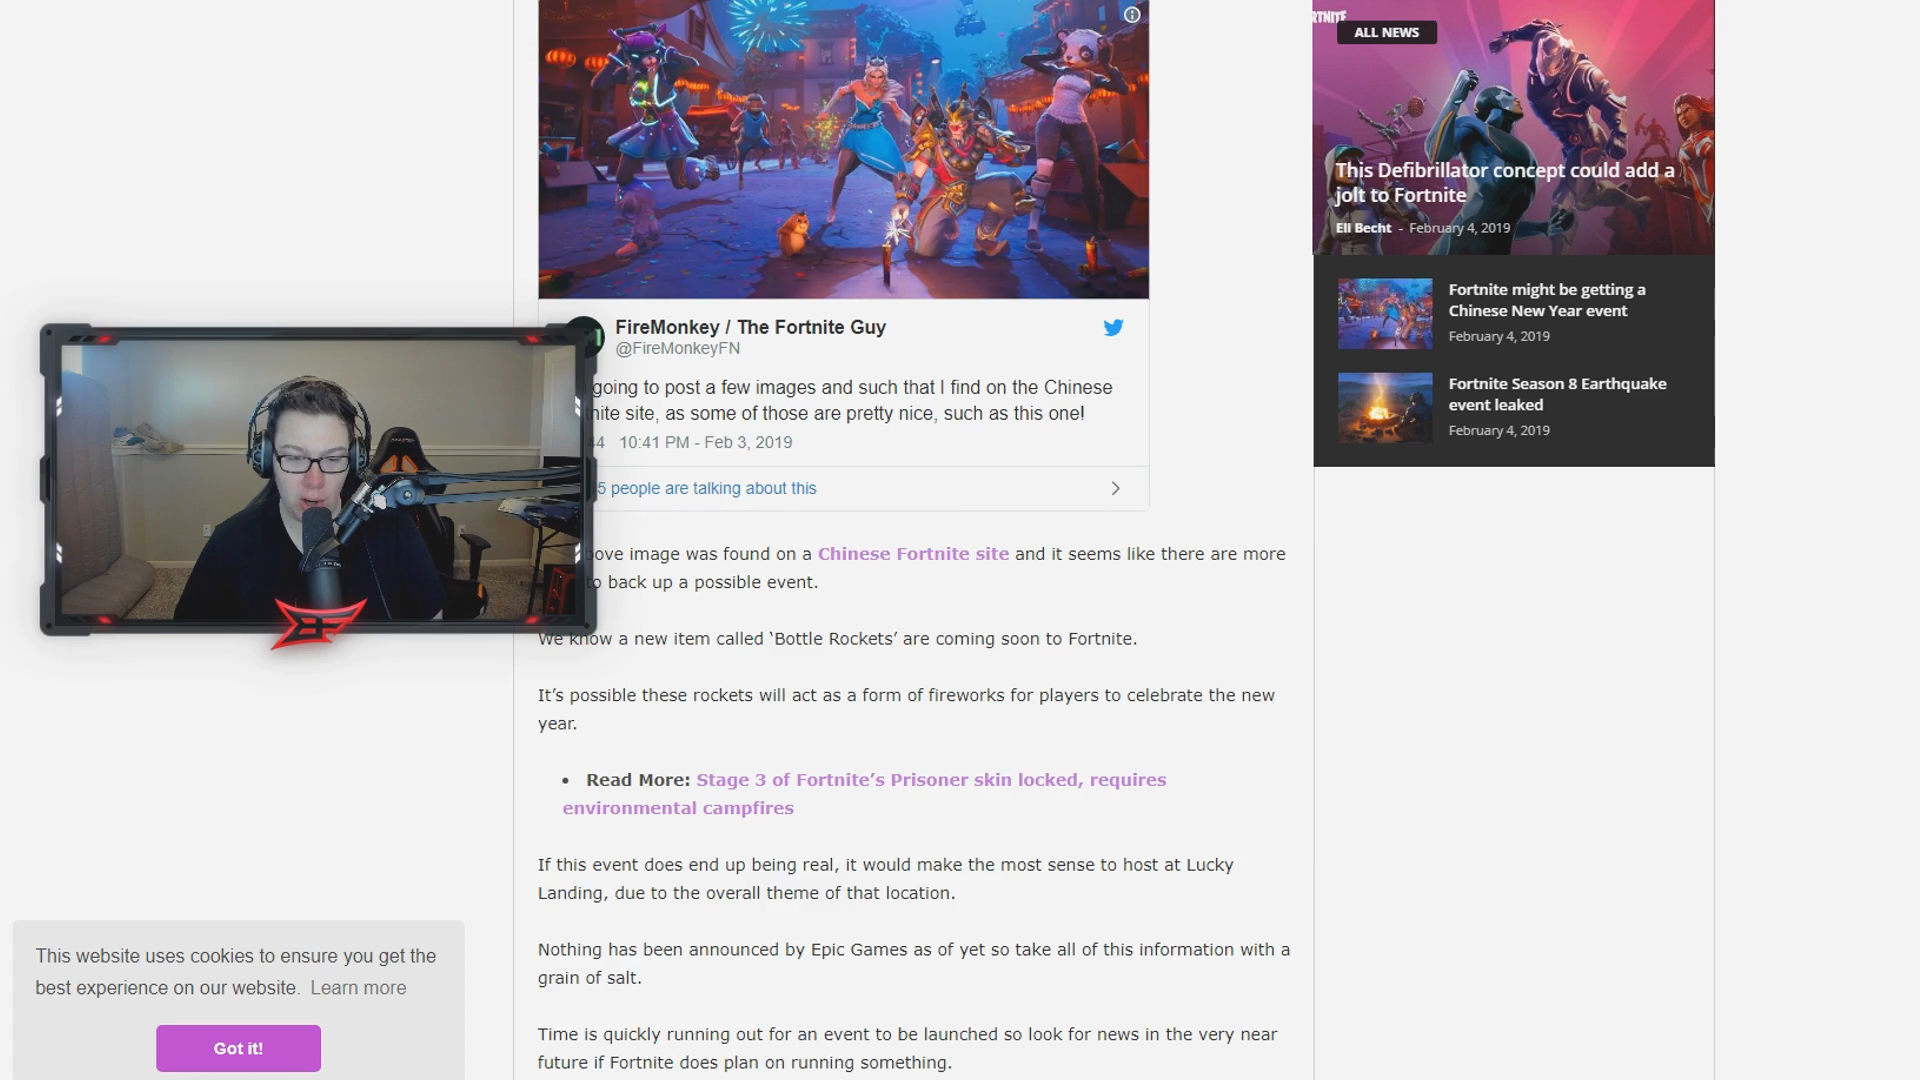 FireMonkey / The Fortnite Guy
@FireMonkeyFN
going to post a few images and such that I find on the Chinese
nite site, as some of those are pretty nice, such as this one!
44 10:41 PM - Feb 3, 2019
5 people are talking about this
ove image was found on a Chinese Fortnite site and it seems like there are more
to back up a possible event.
We know a new item called ‘Bottle Rockets’ are coming soon to Fortnite.
It’s possible these rockets will act as a form of fireworks for players to celebrate the new
year.
• Read More: Stage 3 of Fortnite’s Prisoner skin locked, requires
environmental campfires
If this event does end up being real, it would make the most sense to host at Lucky
Landing, due to the overall theme of that location.
Nothing has been announced by Epic Games as of yet so take all of this information with a
grain of salt.
Time is quickly running out for an event to be launched so look for news in the very near
future if Fortnite does plan on running something.
RTNITE
ALL NEWS
This Defibrillator concept could add a
jolt to Fortnite
Eli Becht - February 4, 2019
Fortnite might be getting a
Chinese New Year event
February 4, 2019
Fortnite Season 8 Earthquake
event leaked
February 4, 2019
This website uses cookies to ensure you get the
best experience on our website. Learn more
Got it!